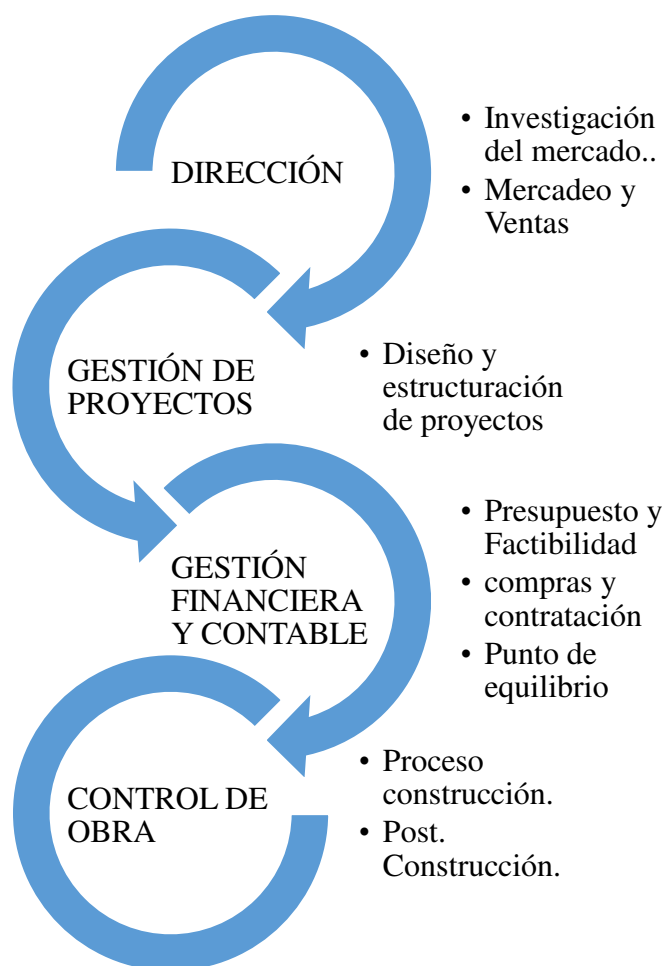 DIRECCIÓN
• Investigación
del mercado..
• Mercadeo y
Ventas
GESTIÓN DE
PROYECTOS
• Diseño y
estructuración
de proyectos
GESTIÓN
FINANCIERA
Y CONTABLE
• Presupuesto y
Factibilidad
• compras y
contratación
• Punto de
equilibrio
CONTROL DE
OBRA
• Proceso
construcción.
• Post.
Construcción.